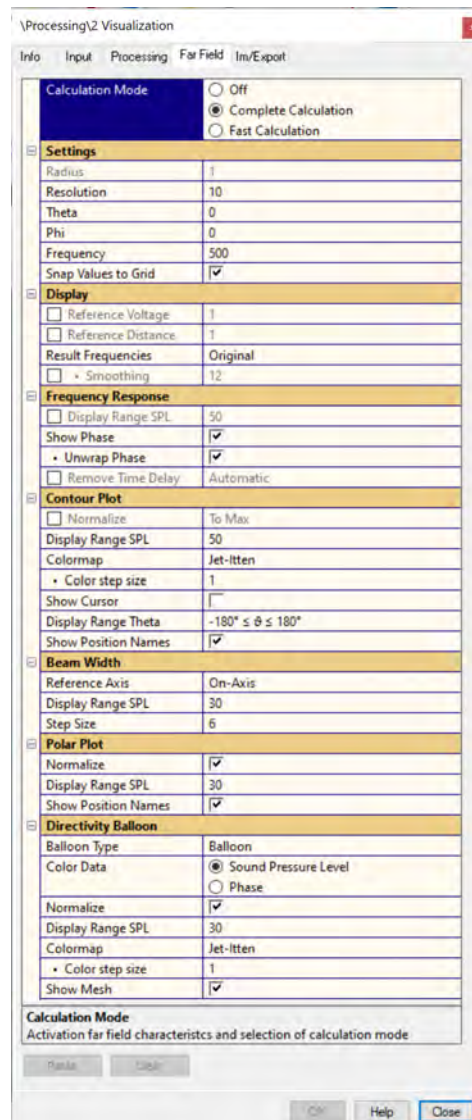 \Processing\2 Visualization
Info Input Processing Far Field Im/Export
Calculation Mode Off
Complete Calculation
Fast Calculation
Settings
Radius 1
Resolution 10
Theta 0
Phi 0
Frequency 500
Snap Values to Grid
Display
Reference Voltage 1
Reference Distance 1
Result Frequencies Original
• Smoothing 12
Frequency Response
Display Range SPL 50
Show Phase
• Unwrap Phase
Remove Time Delay Automatic
Contour Plot
Normalize To Max
Display Range SPL 50
Colormap Jet-Itten
• Color step size 1
Show Cursor
Display Range Theta -180° ≤ ϑ ≤ 180°
Show Position Names
Beam Width
Reference Axis On-Axis
Display Range SPL 30
Step Size 6
Polar Plot
Normalize
Display Range SPL 30
Show Position Names
Directivity Balloon
Balloon Type Balloon
Color Data Sound Pressure Level
Phase
Normalize
Display Range SPL 30
Colormap Jet-Itten
• Color step size 1
Show Mesh
Calculation Mode
Activation far field characteristcs and selection of calculation mode
OK Help Close